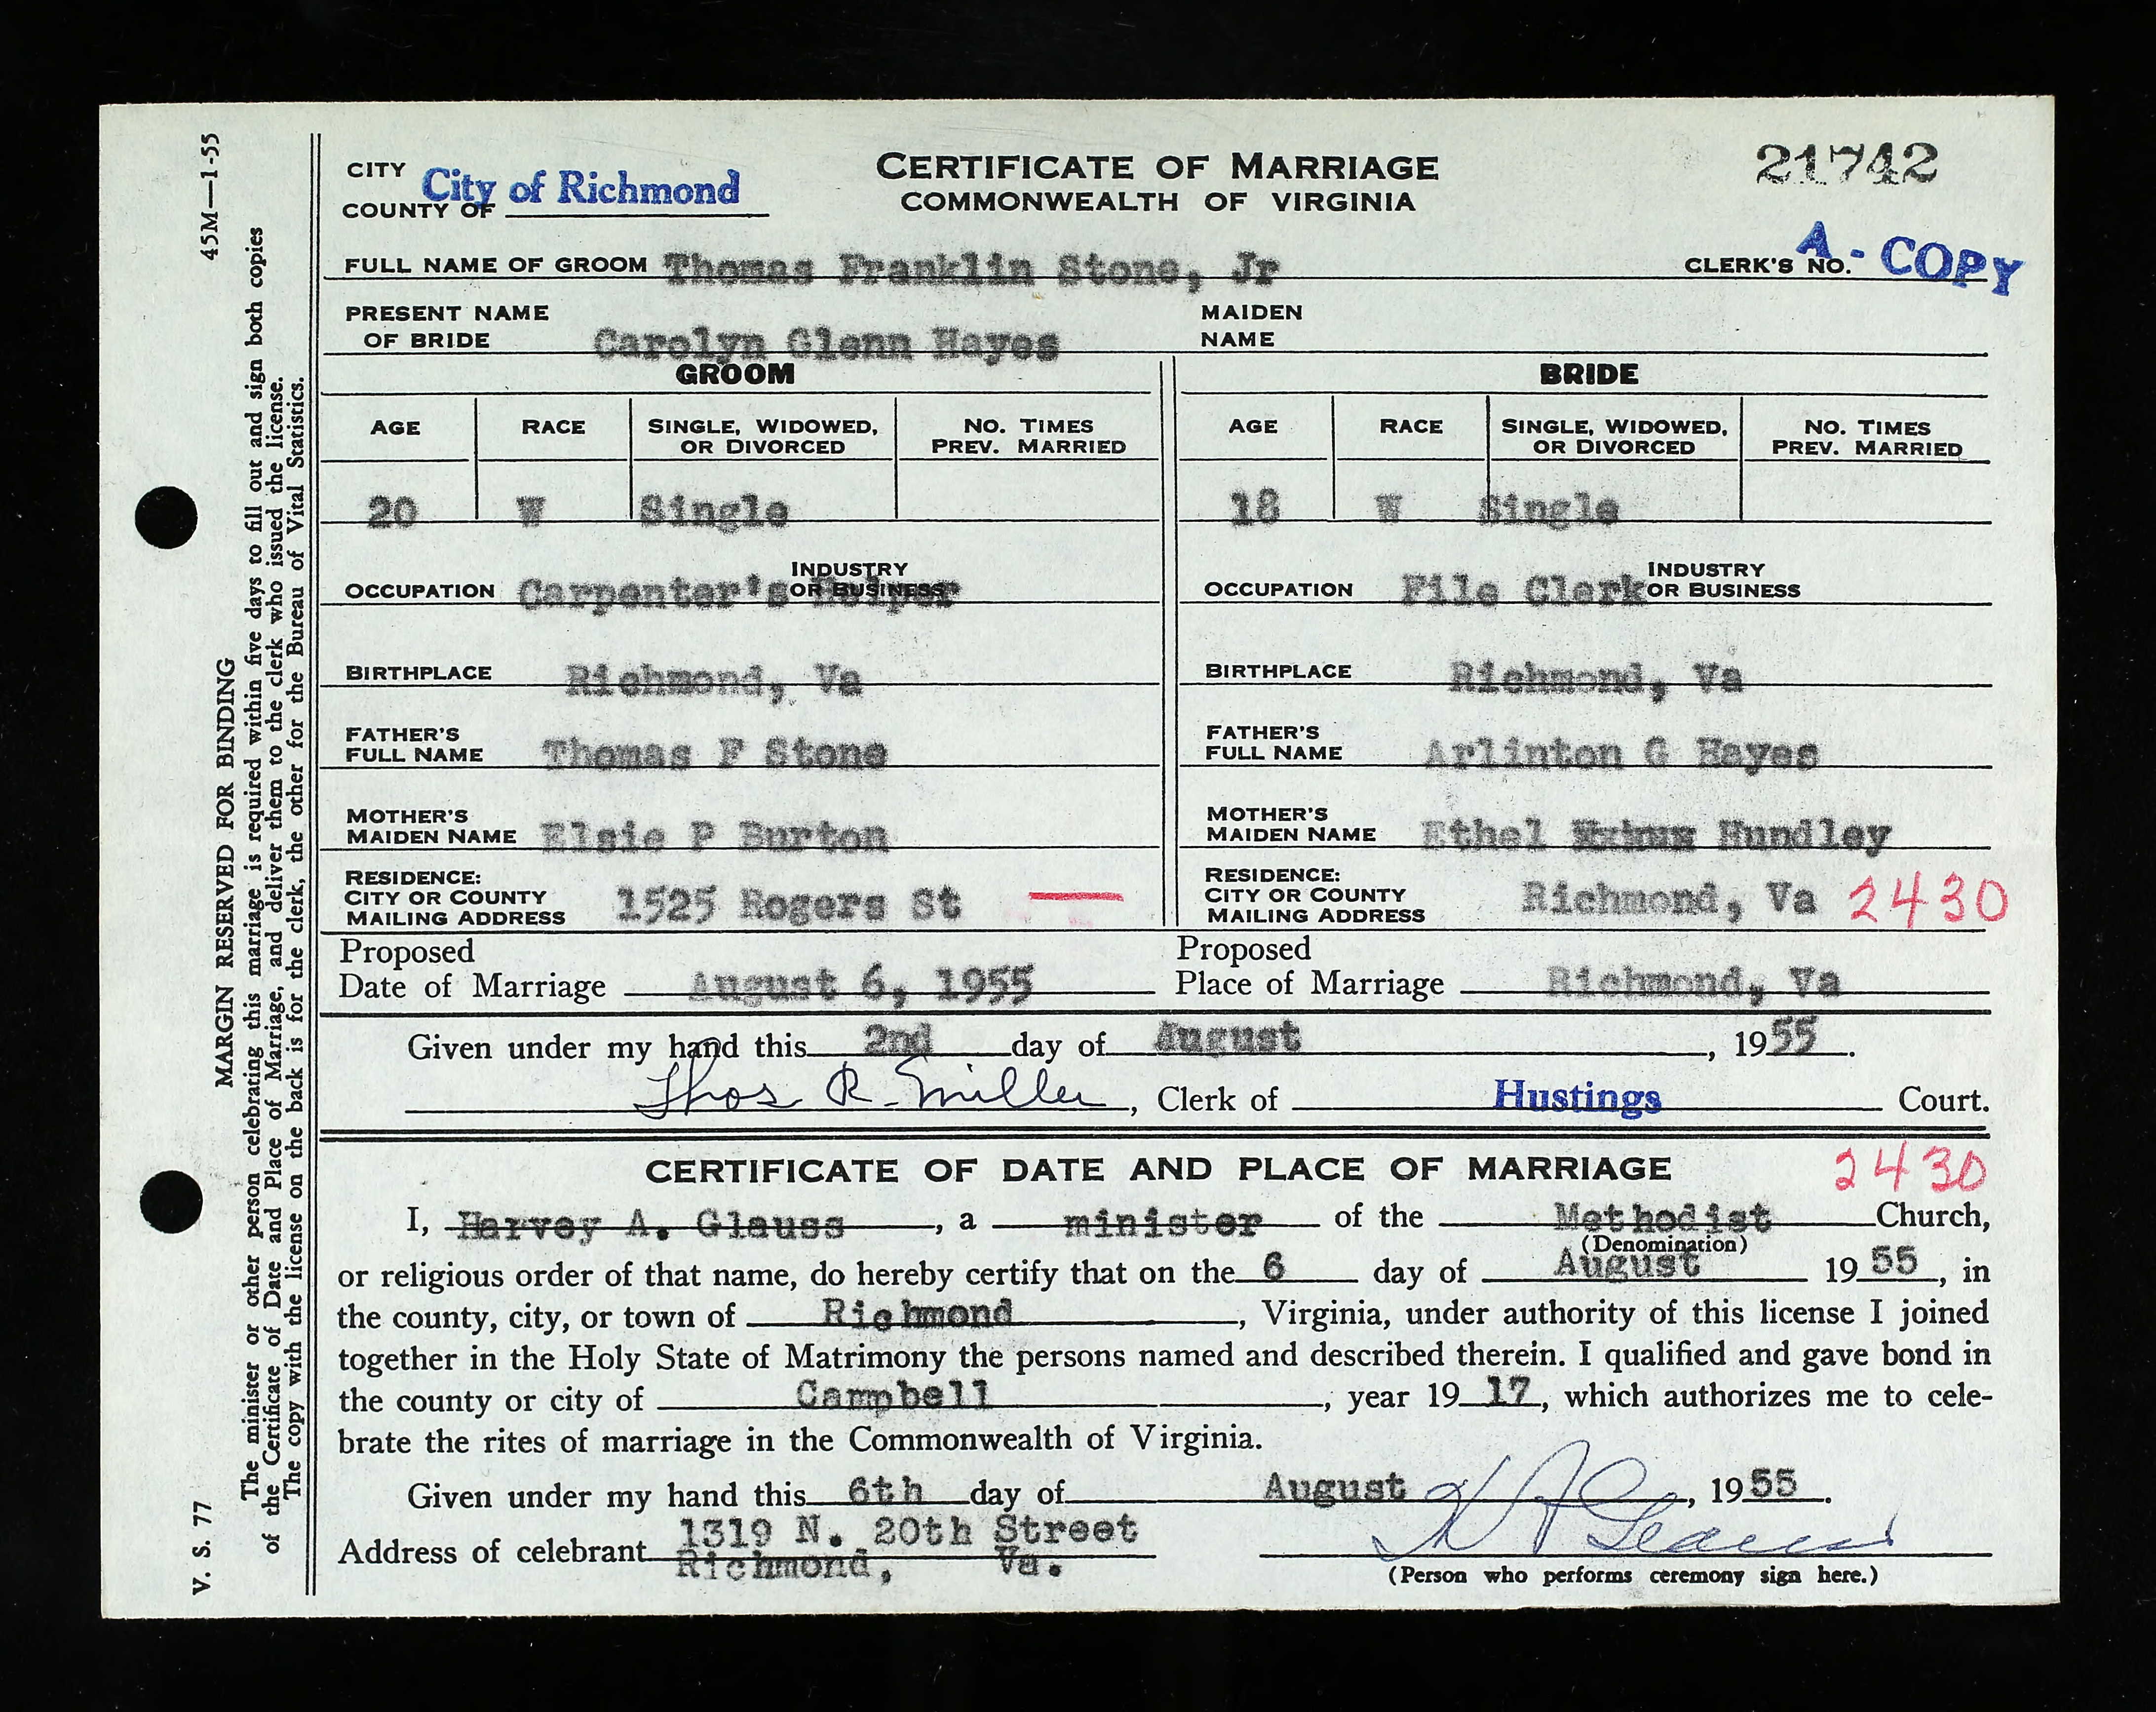 45M—1-55
MARGIN RESERVED FOR BINDING
The minister or other person celebrating this marriage is required within five days to fill out and sign both copies
of the Certificate of Date and Place of Marriage, and deliver them to the clerk who issued the license.
The copy with the license on the back is for the clerk, the other for the Bureau of Vital Statistics.
V. S. 77
CITY
COUNTY OF City of Richmond
CERTIFICATE OF MARRIAGE
COMMONWEALTH OF VIRGINIA
21742
FULL NAME OF GROOM Thomas Franklin Stone, Jr
CLERK'S NO. A - COPY
PRESENT NAME
OF BRIDE Carolyn Glenn Hayes
MAIDEN
NAME
GROOM
AGE RACE SINGLE, WIDOWED, OR DIVORCED NO. TIMES PREV. MARRIED
20 W Single
OCCUPATION Carpenter's Helper INDUSTRY OR BUSINESS
BIRTHPLACE Richmond, Va
FATHER'S
FULL NAME Thomas F Stone
MOTHER'S
MAIDEN NAME Elsie P Burton
RESIDENCE:
CITY OR COUNTY
MAILING ADDRESS 1525 Rogers St
BRIDE
AGE RACE SINGLE, WIDOWED, OR DIVORCED NO. TIMES PREV. MARRIED
18 W Single
OCCUPATION File Clerk INDUSTRY OR BUSINESS
BIRTHPLACE Richmond, Va
FATHER'S
FULL NAME Arlinton G Hayes
MOTHER'S
MAIDEN NAME Ethel Hundley
RESIDENCE:
CITY OR COUNTY
MAILING ADDRESS Richmond, Va 2430
Proposed
Date of Marriage August 6, 1955
Proposed
Place of Marriage Richmond, Va
Given under my hand this 2nd day of August, 1955.
Thos R. Miller, Clerk of Hustings Court.
CERTIFICATE OF DATE AND PLACE OF MARRIAGE 2430
I, Harvey A. Glauss, a minister of the Methodist Church,
(Denomination)
or religious order of that name, do hereby certify that on the 6 day of August 1955, in
the county, city, or town of Richmond, Virginia, under authority of this license I joined
together in the Holy State of Matrimony the persons named and described therein. I qualified and gave bond in
the county or city of Campbell, year 1917, which authorizes me to cele-
brate the rites of marriage in the Commonwealth of Virginia.
Given under my hand this 6th day of August, 1955.
Address of celebrant 1319 N. 20th Street
Richmond, Va.
H A Glauss
(Person who performs ceremony sign here.)